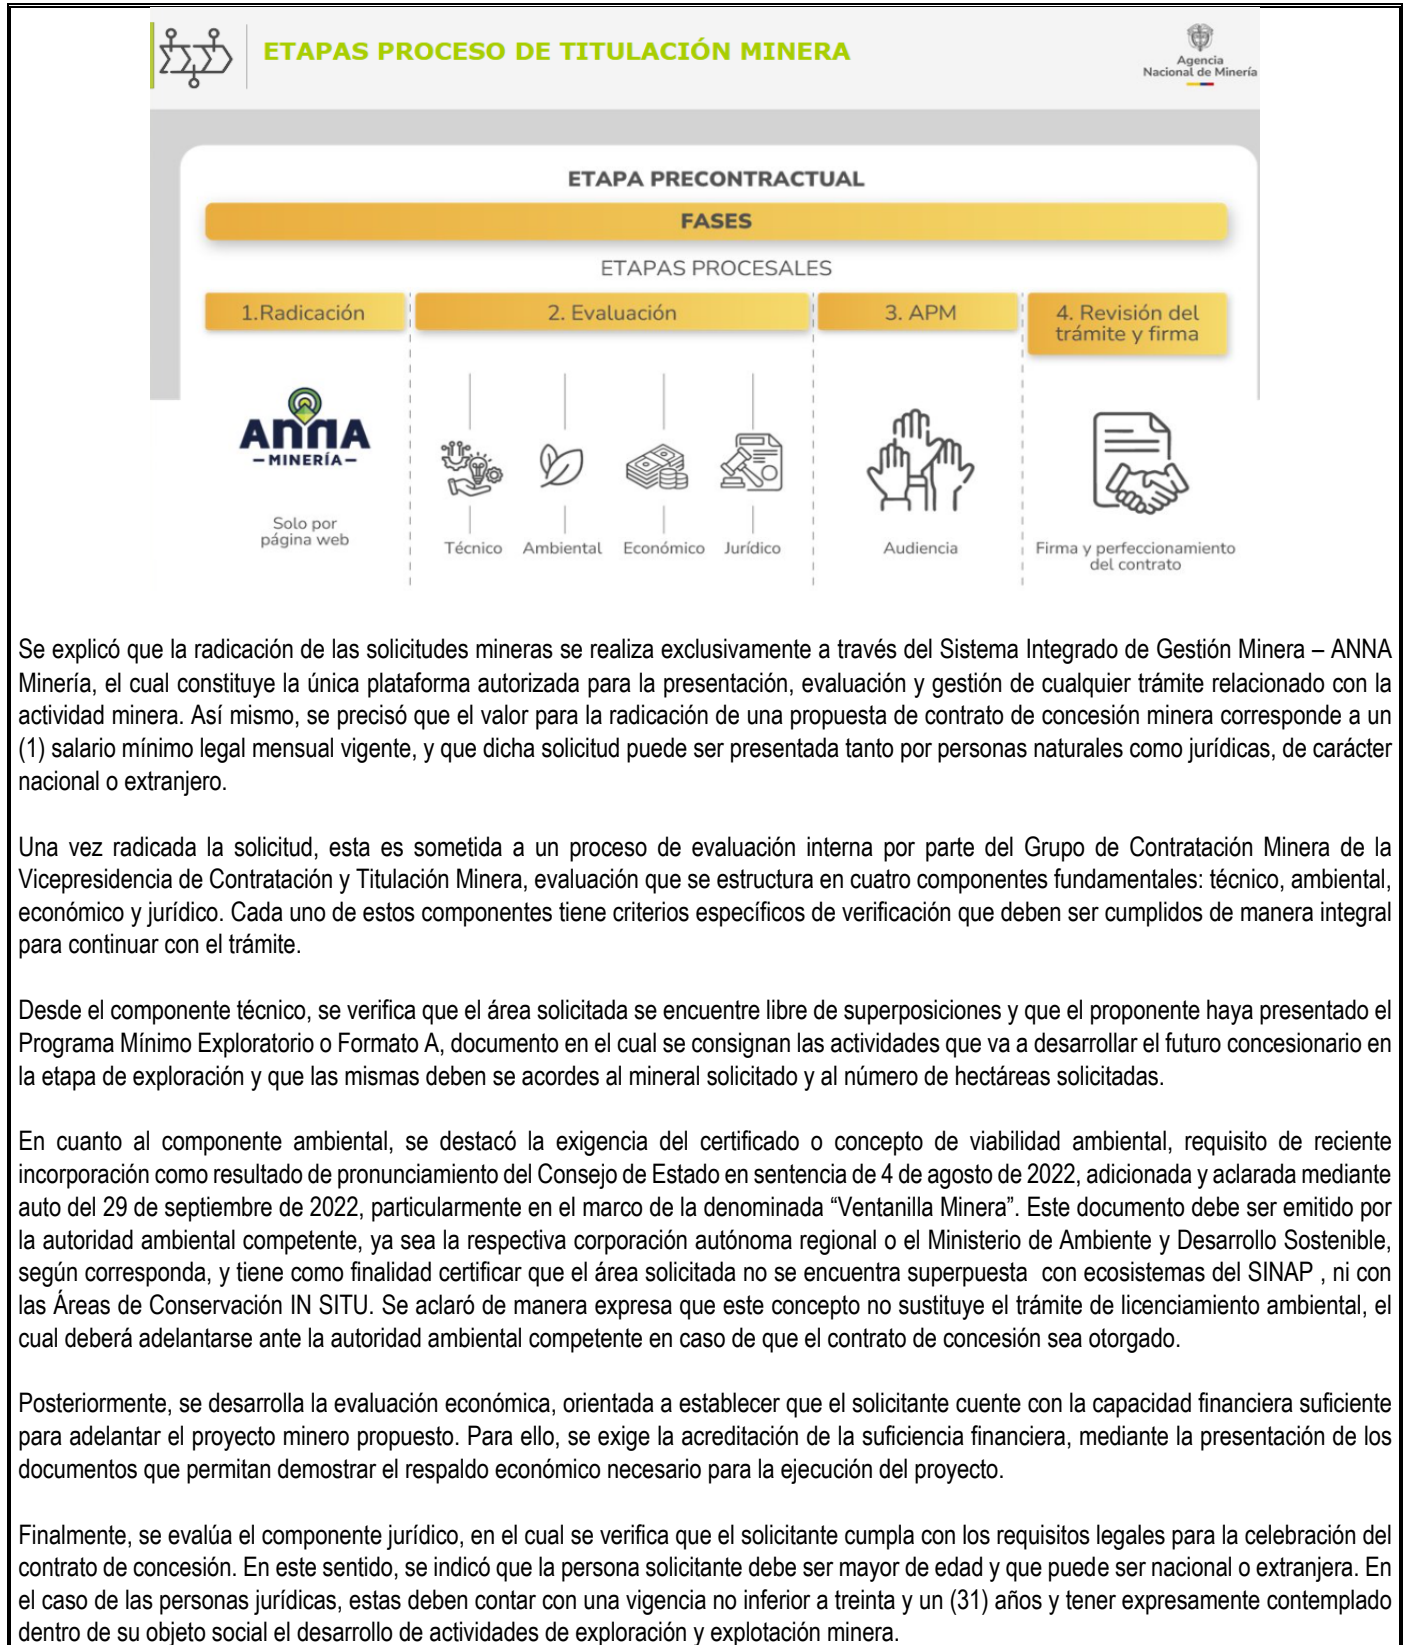 ETAPAS PROCESO DE TITULACIÓN MINERA
Agencia
Nacional de Minería
ETAPA PRECONTRACTUAL
FASES
ETAPAS PROCESALES
1.Radicación
2. Evaluación
3. APM
4. Revisión del
trámite y firma
ANNA
–MINERÍA–
Solo por
página web
Técnico
Ambiental
Económico
Jurídico
Audiencia
Firma y perfeccionamiento
del contrato
Se explicó que la radicación de las solicitudes mineras se realiza exclusivamente a través del Sistema Integrado de Gestión Minera – ANNA
Minería, el cual constituye la única plataforma autorizada para la presentación, evaluación y gestión de cualquier trámite relacionado con la
actividad minera. Así mismo, se precisó que el valor para la radicación de una propuesta de contrato de concesión minera corresponde a un
(1) salario mínimo legal mensual vigente, y que dicha solicitud puede ser presentada tanto por personas naturales como jurídicas, de carácter
nacional o extranjero.
Una vez radicada la solicitud, esta es sometida a un proceso de evaluación interna por parte del Grupo de Contratación Minera de la
Vicepresidencia de Contratación y Titulación Minera, evaluación que se estructura en cuatro componentes fundamentales: técnico, ambiental,
económico y jurídico. Cada uno de estos componentes tiene criterios específicos de verificación que deben ser cumplidos de manera integral
para continuar con el trámite.
Desde el componente técnico, se verifica que el área solicitada se encuentre libre de superposiciones y que el proponente haya presentado el
Programa Mínimo Exploratorio o Formato A, documento en el cual se consignan las actividades que va a desarrollar el futuro concesionario en
la etapa de exploración y que las mismas deben se acordes al mineral solicitado y al número de hectáreas solicitadas.
En cuanto al componente ambiental, se destacó la exigencia del certificado o concepto de viabilidad ambiental, requisito de reciente
incorporación como resultado de pronunciamiento del Consejo de Estado en sentencia de 4 de agosto de 2022, adicionada y aclarada mediante
auto del 29 de septiembre de 2022, particularmente en el marco de la denominada “Ventanilla Minera”. Este documento debe ser emitido por
la autoridad ambiental competente, ya sea la respectiva corporación autónoma regional o el Ministerio de Ambiente y Desarrollo Sostenible,
según corresponda, y tiene como finalidad certificar que el área solicitada no se encuentra superpuesta con ecosistemas del SINAP , ni con
las Áreas de Conservación IN SITU. Se aclaró de manera expresa que este concepto no sustituye el trámite de licenciamiento ambiental, el
cual deberá adelantarse ante la autoridad ambiental competente en caso de que el contrato de concesión sea otorgado.
Posteriormente, se desarrolla la evaluación económica, orientada a establecer que el solicitante cuente con la capacidad financiera suficiente
para adelantar el proyecto minero propuesto. Para ello, se exige la acreditación de la suficiencia financiera, mediante la presentación de los
documentos que permitan demostrar el respaldo económico necesario para la ejecución del proyecto.
Finalmente, se evalúa el componente jurídico, en el cual se verifica que el solicitante cumpla con los requisitos legales para la celebración del
contrato de concesión. En este sentido, se indicó que la persona solicitante debe ser mayor de edad y que puede ser nacional o extranjera. En
el caso de las personas jurídicas, estas deben contar con una vigencia no inferior a treinta y un (31) años y tener expresamente contemplado
dentro de su objeto social el desarrollo de actividades de exploración y explotación minera.